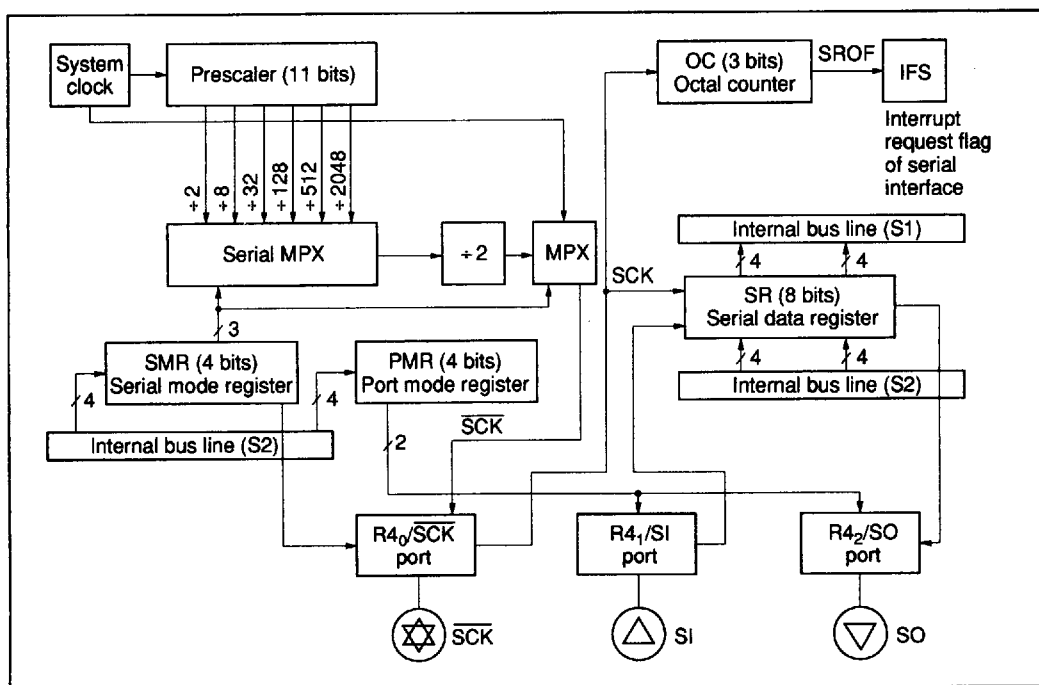 System
clock
Prescaler (11 bits)
OC (3 bits)
Octal counter
SROF
IFS
Interrupt
request flag
of serial
interface
÷2
÷8
÷32
÷128
÷512
÷2048
Serial MPX
÷2
MPX
Internal bus line (S1)
4
4
SCK
SR (8 bits)
Serial data register
4
4
Internal bus line (S2)
3
SMR (4 bits)
Serial mode register
PMR (4 bits)
Port mode register
4
4
Internal bus line (S2)
2
S̅C̅K̅
R4₀/S̅C̅K̅
port
R4₁/SI
port
R4₂/SO
port
S̅C̅K̅
SI
SO